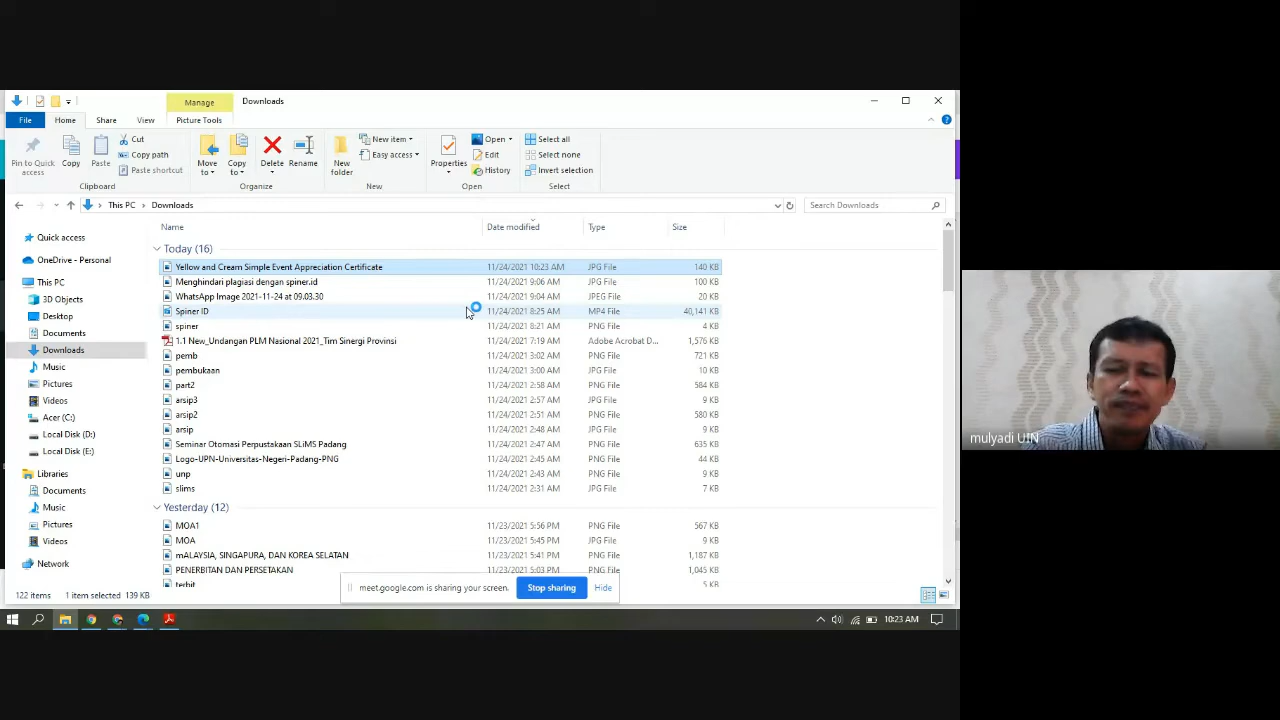 Manage
Downloads
File
Home
Share
View
Picture Tools
Pin to Quick access
Copy
Paste
Cut
Copy path
Paste shortcut
Clipboard
Move to
Copy to
Delete
Rename
Organize
New folder
New item
Easy access
New
Properties
Open
Edit
History
Open
Select all
Select none
Invert selection
Select
This PC > Downloads
Search Downloads
Quick access
OneDrive - Personal
This PC
3D Objects
Desktop
Documents
Downloads
Music
Pictures
Videos
Acer (C:)
Local Disk (D:)
Local Disk (E:)
Libraries
Documents
Music
Pictures
Videos
Network
Name Date modified Type Size
Today (16)
Yellow and Cream Simple Event Appreciation Certificate 11/24/2021 10:23 AM JPG File 140 KB
Menghindari plagiasi dengan spiner.id 11/24/2021 9:06 AM JPG File 100 KB
WhatsApp Image 2021-11-24 at 09.03.30 11/24/2021 9:04 AM JPEG File 20 KB
Spiner ID 11/24/2021 8:25 AM MP4 File 40,141 KB
spiner 11/24/2021 8:21 AM PNG File 4 KB
1.1 New_Undangan PLM Nasional 2021_Tim Sinergi Provinsi 11/24/2021 7:19 AM Adobe Acrobat D... 1,576 KB
pemb 11/24/2021 3:02 AM PNG File 721 KB
pembukaan 11/24/2021 3:00 AM JPG File 10 KB
part2 11/24/2021 2:58 AM PNG File 584 KB
arsip3 11/24/2021 2:57 AM JPG File 9 KB
arsip2 11/24/2021 2:51 AM PNG File 580 KB
arsip 11/24/2021 2:48 AM JPG File 9 KB
Seminar Otomasi Perpustakaan SLiMS Padang 11/24/2021 2:47 AM PNG File 635 KB
Logo-UPN-Universitas-Negeri-Padang-PNG 11/24/2021 2:45 AM PNG File 44 KB
unp 11/24/2021 2:43 AM PNG File 9 KB
slims 11/24/2021 2:31 AM JPG File 7 KB
Yesterday (12)
MOA1 11/23/2021 5:56 PM PNG File 567 KB
MOA 11/23/2021 5:45 PM JPG File 9 KB
mALAYSIA, SINGAPURA, DAN KOREA SELATAN 11/23/2021 5:41 PM PNG File 1,187 KB
PENERBITAN DAN PERSETAKAN 11/23/2021 5:03 PM PNG File 1,045 KB
terbit 5 KB
meet.google.com is sharing your screen.
Stop sharing
Hide
122 items 1 item selected 139 KB
10:23 AM
mulyadi UIN